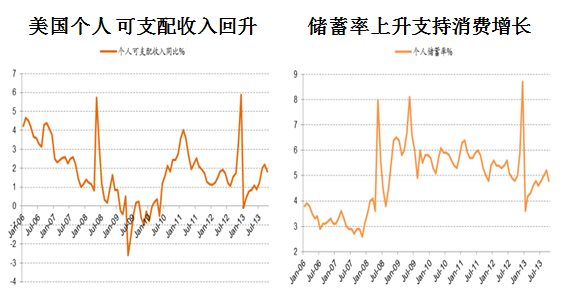 美国个人可支配收入回升
储蓄率上升支持消费增长
个人可支配收入同比%
个人储蓄率%
7
6
5
4
3
2
1
0
-1
-2
-3
-4
Jan-06
Jul-06
Jan-07
Jul-07
Jan-08
Jul-08
Jan-09
Jul-09
Jan-10
Jul-10
Jan-11
Jul-11
Jan-12
Jul-12
Jan-13
Jul-13
9
8
7
6
5
4
3
2
Jan-06
Jul-06
Jan-07
Jul-07
Jan-08
Jul-08
Jan-09
Jul-09
Jan-10
Jul-10
Jan-11
Jul-11
Jan-12
Jul-12
Jan-13
Jul-13